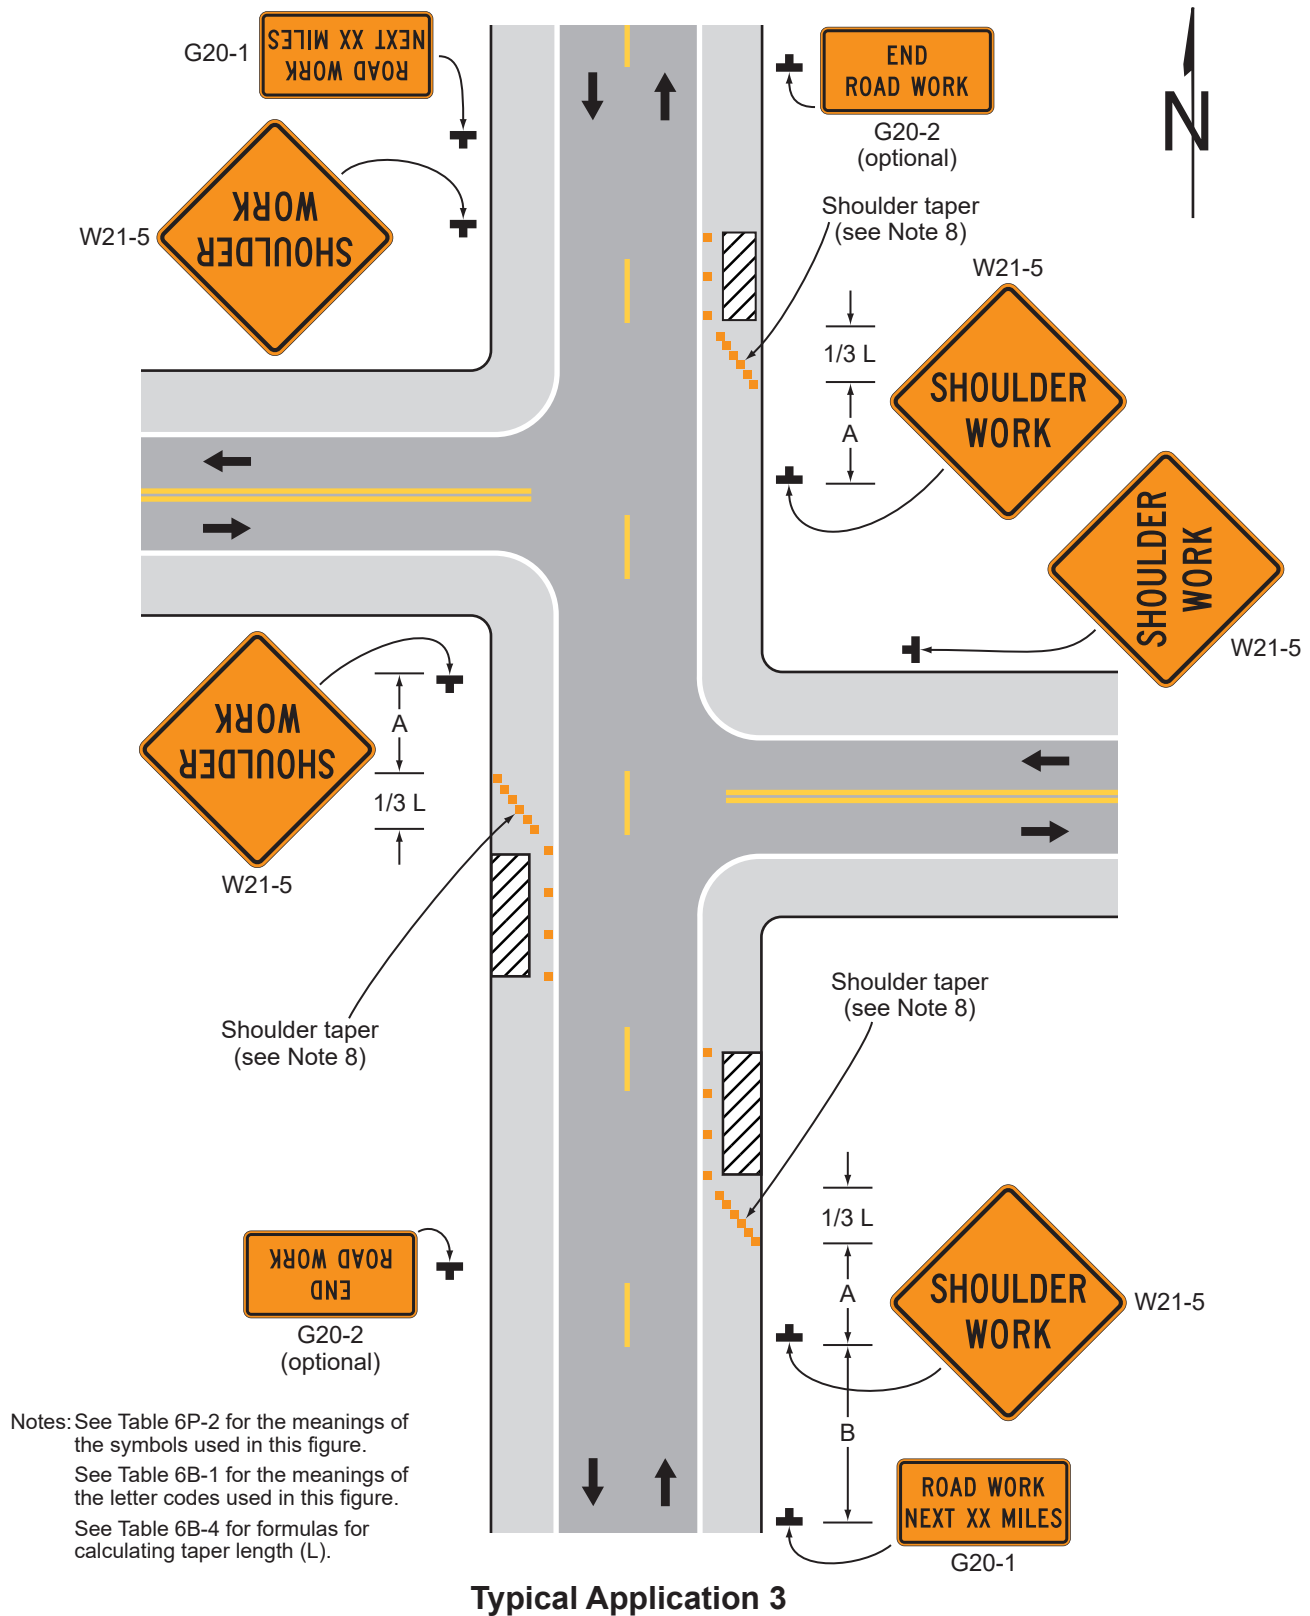 G20-1
ROAD WORK
NEXT XX MILES
END
ROAD WORK
G20-2
(optional)
N
W21-5
SHOULDER
WORK
Shoulder taper
(see Note 8)
W21-5
1/3 L
A
SHOULDER
WORK
SHOULDER
WORK
W21-5
SHOULDER
WORK
W21-5
A
1/3 L
Shoulder taper
(see Note 8)
Shoulder taper
(see Note 8)
1/3 L
A
B
SHOULDER
WORK
W21-5
END
ROAD WORK
G20-2
(optional)
ROAD WORK
NEXT XX MILES
G20-1
Notes: See Table 6P-2 for the meanings of
the symbols used in this figure.
See Table 6B-1 for the meanings of
the letter codes used in this figure.
See Table 6B-4 for formulas for
calculating taper length (L).
Typical Application 3